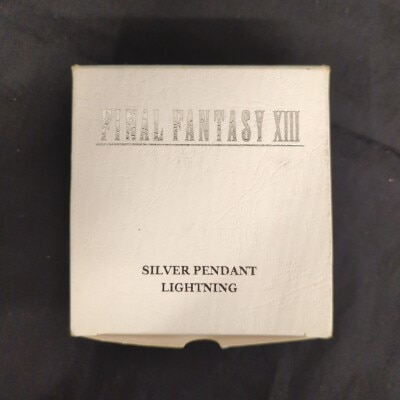 FINAL FANTASY XIII
SILVER PENDANT
LIGHTNING